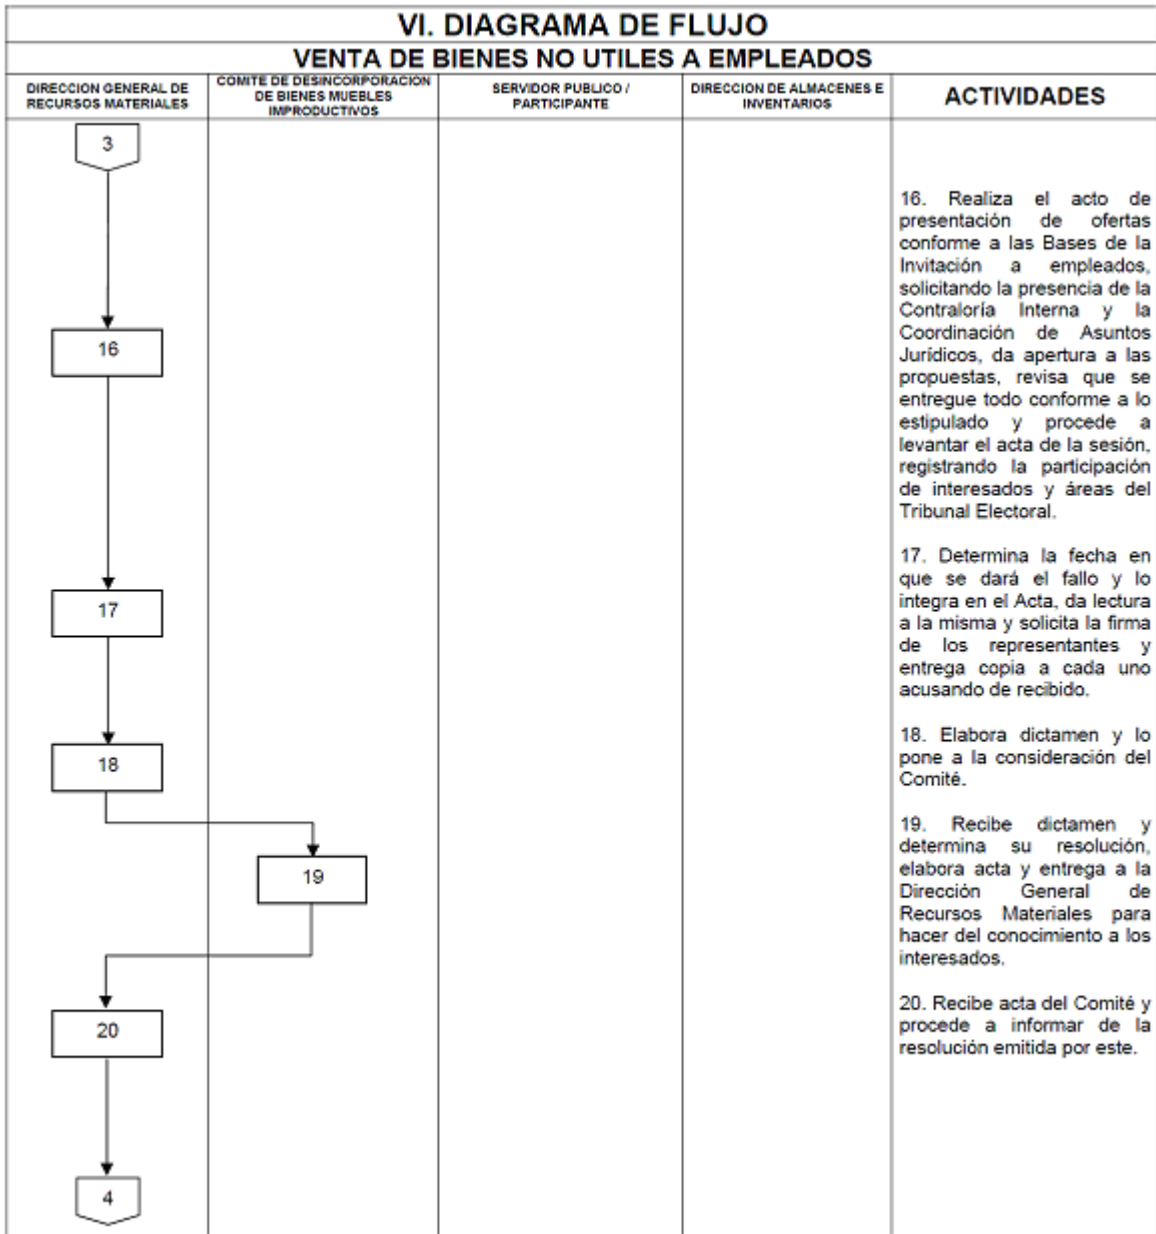 VI. DIAGRAMA DE FLUJO
VENTA DE BIENES NO UTILES A EMPLEADOS
DIRECCION GENERAL DE
RECURSOS MATERIALES
COMITE DE DESINCORPORACION
DE BIENES MUEBLES
IMPRODUCTIVOS
SERVIDOR PUBLICO /
PARTICIPANTE
DIRECCION DE ALMACENES E
INVENTARIOS
ACTIVIDADES
3
16
17
18
19
20
4
16. Realiza el acto de
presentación de ofertas
conforme a las Bases de la
Invitación a empleados,
solicitando la presencia de la
Contraloría Interna y la
Coordinación de Asuntos
Jurídicos, da apertura a las
propuestas, revisa que se
entregue todo conforme a lo
estipulado y procede a
levantar el acta de la sesión,
registrando la participación
de interesados y áreas del
Tribunal Electoral.
17. Determina la fecha en
que se dará el fallo y lo
integra en el Acta, da lectura
a la misma y solicita la firma
de los representantes y
entrega copia a cada uno
acusando de recibido.
18. Elabora dictamen y lo
pone a la consideración del
Comité.
19. Recibe dictamen y
determina su resolución,
elabora acta y entrega a la
Dirección General de
Recursos Materiales para
hacer del conocimiento a los
interesados.
20. Recibe acta del Comité y
procede a informar de la
resolución emitida por este.